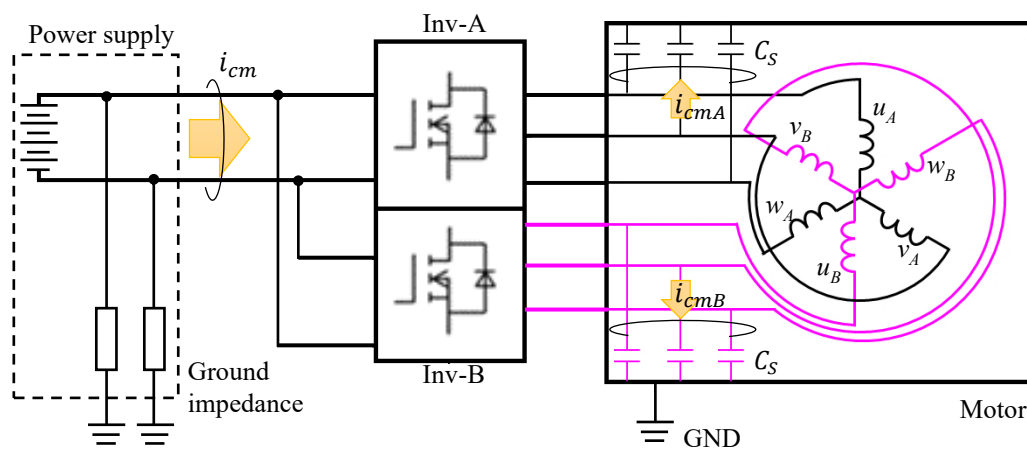 Power supply
i_cm
Inv-A
C_S
i_cmA
u_A
v_B
w_B
w_A
v_A
u_B
i_cmB
C_S
Inv-B
Ground
impedance
GND
Motor